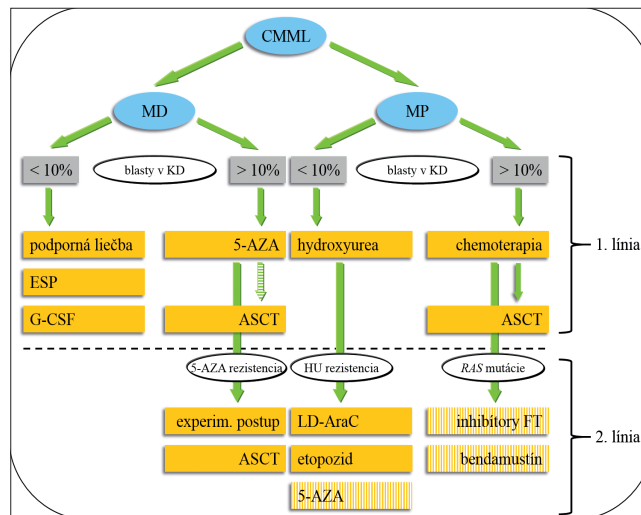 CMML
MD
MP
< 10%
blasty v KD
> 10%
< 10%
blasty v KD
> 10%
podporná liečba
5-AZA
hydroxyurea
chemoterapia
1. línia
ESP
G-CSF
ASCT
ASCT
5-AZA rezistencia
HU rezistencia
RAS mutácie
experim. postup
LD-AraC
inhibítory FT
2. línia
ASCT
etopozid
bendamustín
5-AZA